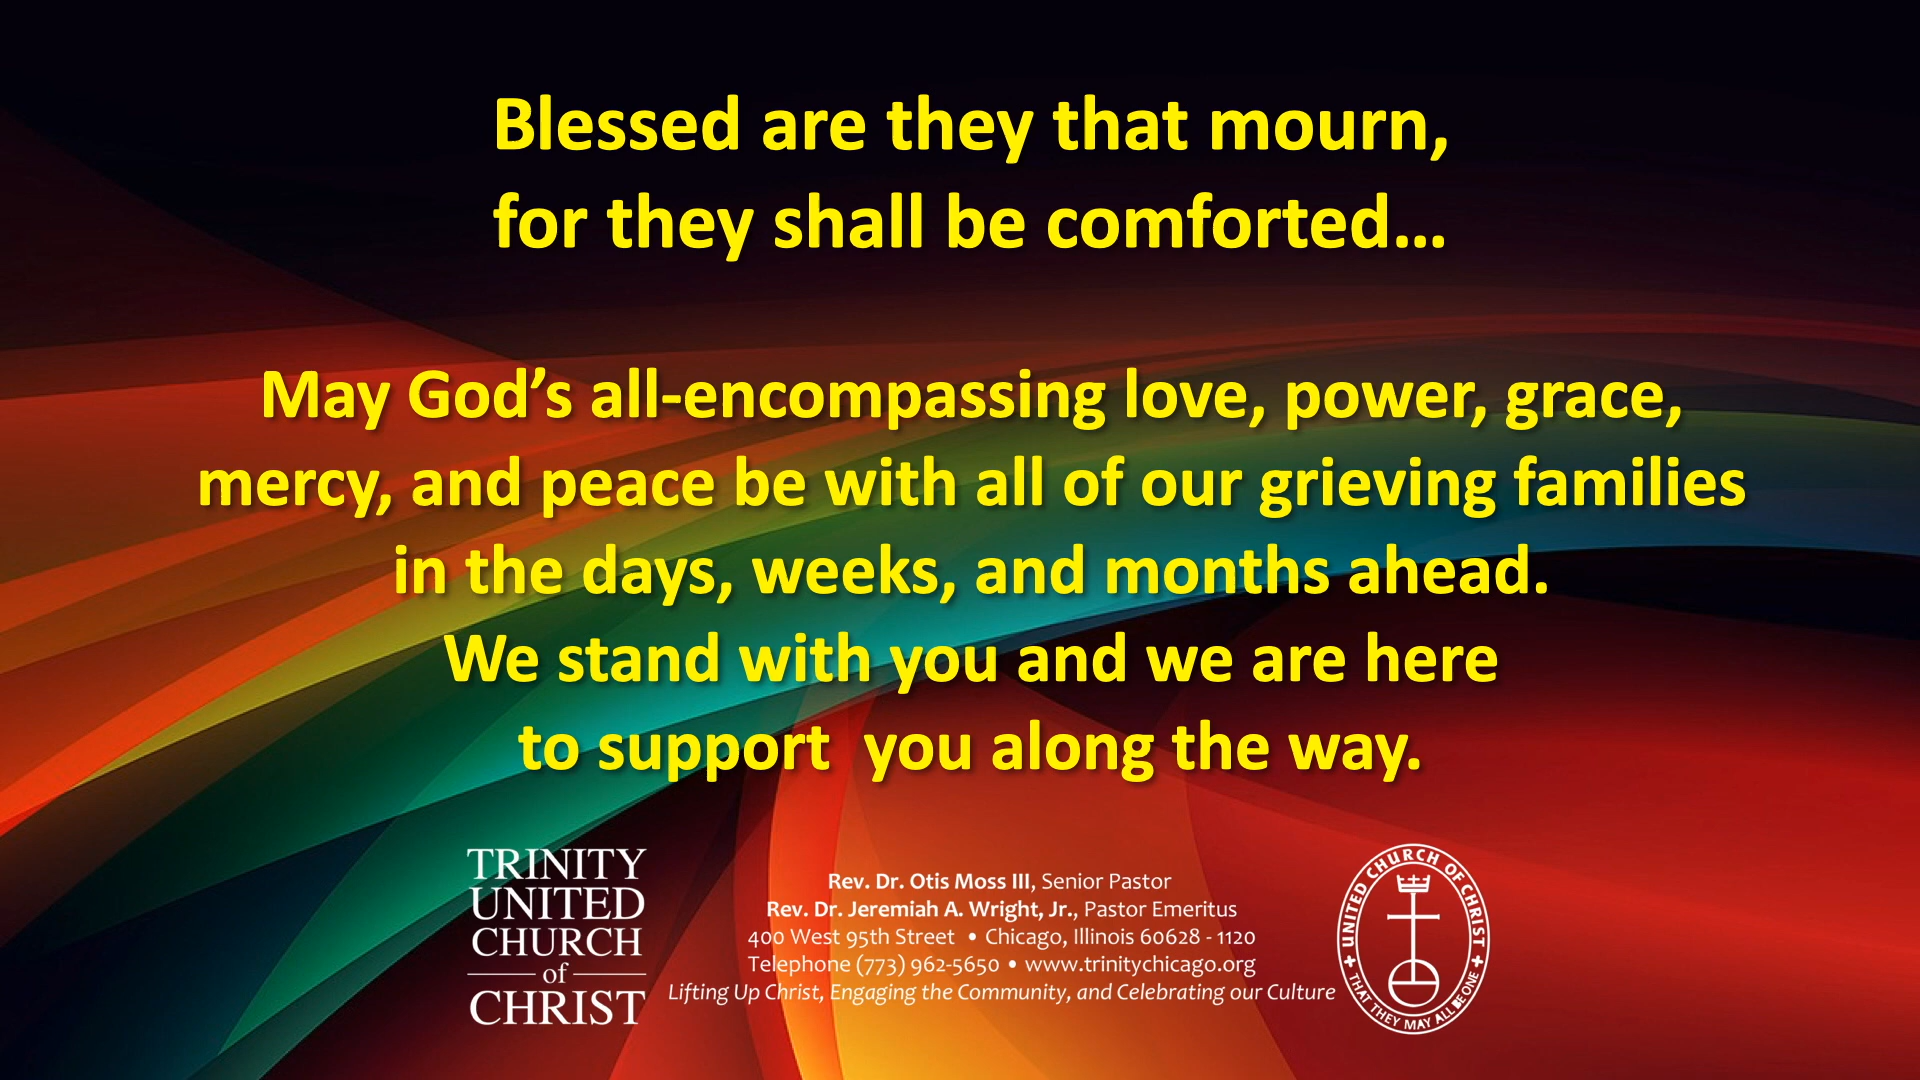 Blessed are they that mourn,
for they shall be comforted…
May God’s all-encompassing love, power, grace,
mercy, and peace be with all of our grieving families
in the days, weeks, and months ahead.
We stand with you and we are here
to support  you along the way.
TRINITY
UNITED
CHURCH
of
CHRIST
Rev. Dr. Otis Moss III, Senior Pastor
Rev. Dr. Jeremiah A. Wright, Jr., Pastor Emeritus
400 West 95th Street • Chicago, Illinois 60628 - 1120
Telephone (773) 962-5650 • www.trinitychicago.org
Lifting Up Christ, Engaging the Community, and Celebrating our Culture
UNITED CHURCH OF CHRIST
THAT THEY MAY ALL BE ONE